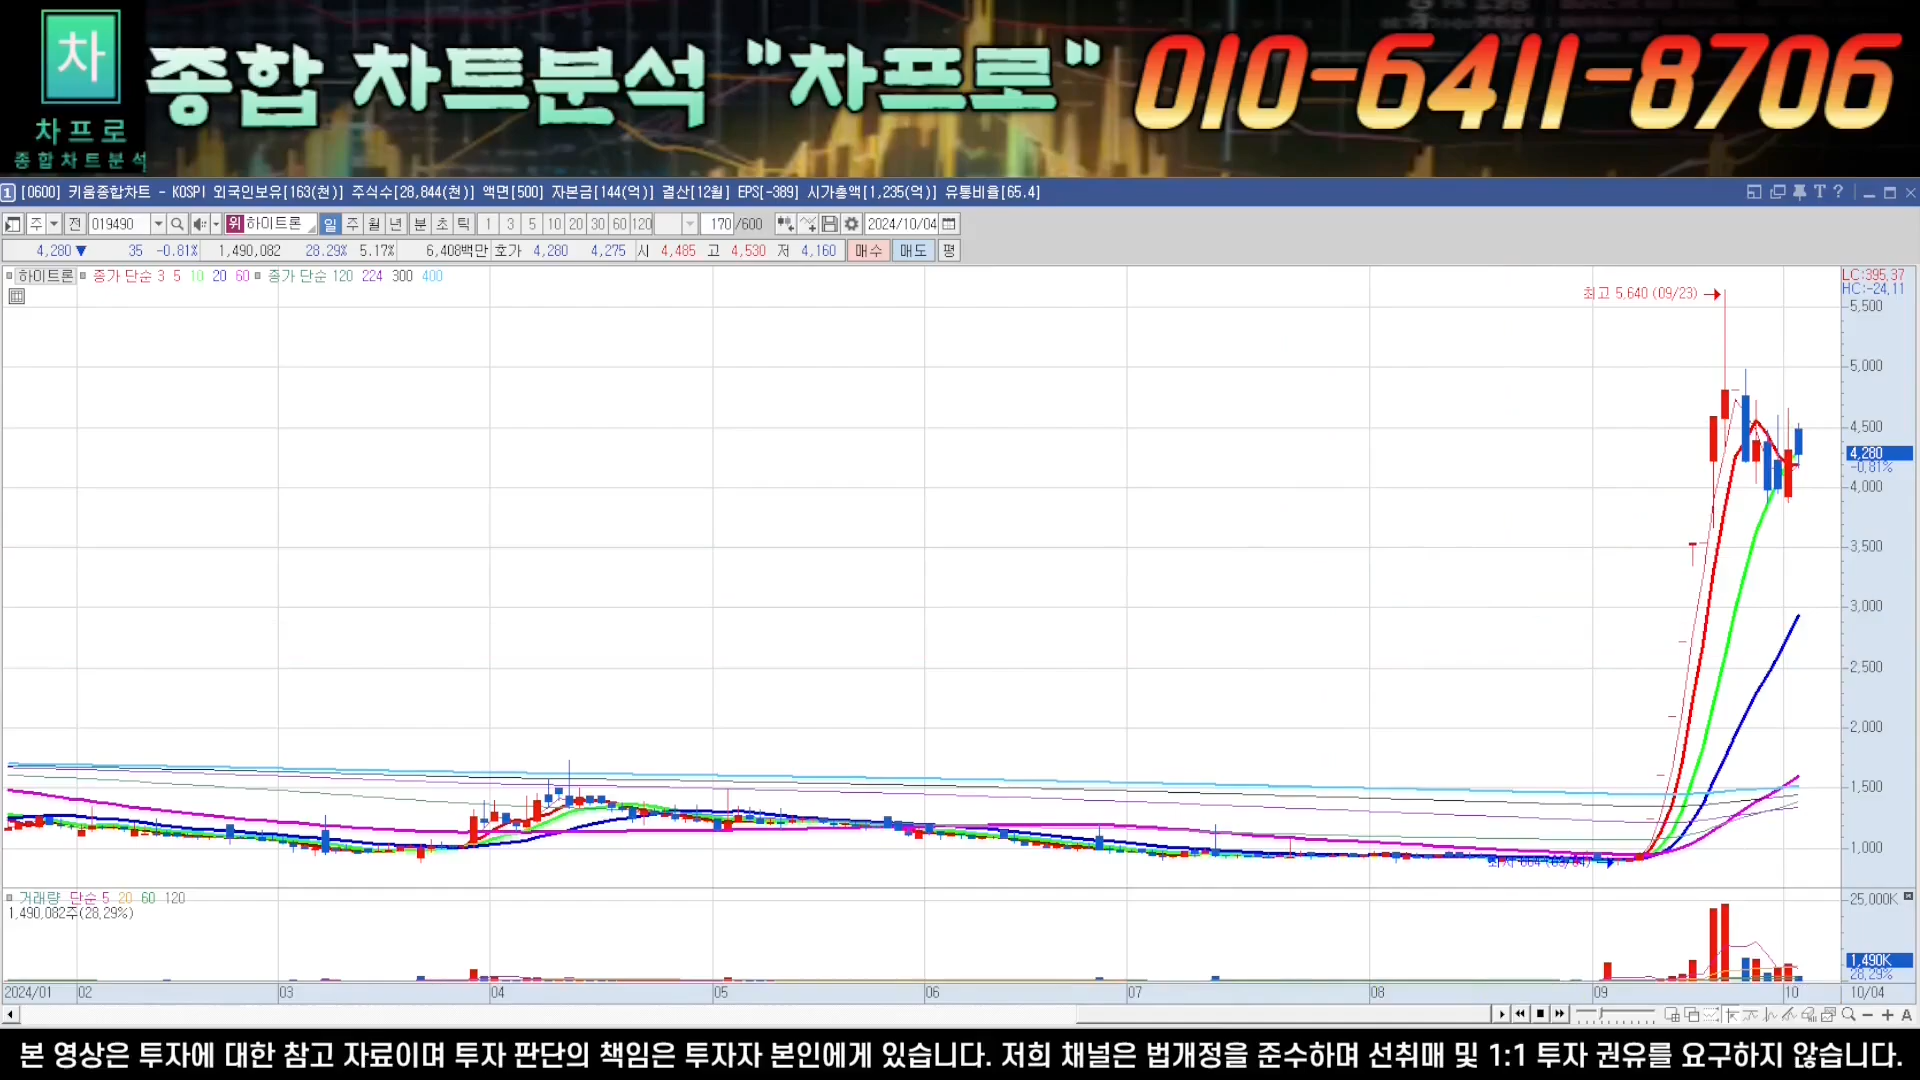 차
차프로
종합차트분석
종합 차트분석 "차프로" 010-6411-8706
1 [0600] 키움종합차트 - KOSPI 외국인보유[163(천)] 주식수[28,844(천)] 액면[500] 자본금[144(억)] 결산[12월] EPS[-389] 시가총액[1,235(억)] 유통비율[65.4]
주 전 019490 위 하이트론 일 주 월 년 분 초 틱 1 3 5 10 20 30 60 120 170 /600 2024/10/04
4,280 ▼ 35 -0.81% 1,490,082 28.29% 5.17% 6,408백만 호가 4,280 4,275 시 4,485 고 4,530 저 4,160 매수 매도 평
하이트론 종가 단순 3 5 10 20 60 종가 단순 120 224 300 400
LC:395.37
HC:-24.11
최고 5,640 (09/23)
5,500
5,000
4,500
4,280
-0.81%
4,000
3,500
3,000
2,500
2,000
1,500
1,000
거래량 단순 5 20 60 120
1,490,082주(28.29%)
25,000K
1,490K
28.29%
2024/01 02 03 04 05 06 07 08 09 10 10/04
본 영상은 투자에 대한 참고 자료이며 투자 판단의 책임은 투자자 본인에게 있습니다. 저희 채널은 법개정을 준수하며 선취매 및 1:1 투자 권유를 요구하지 않습니다.